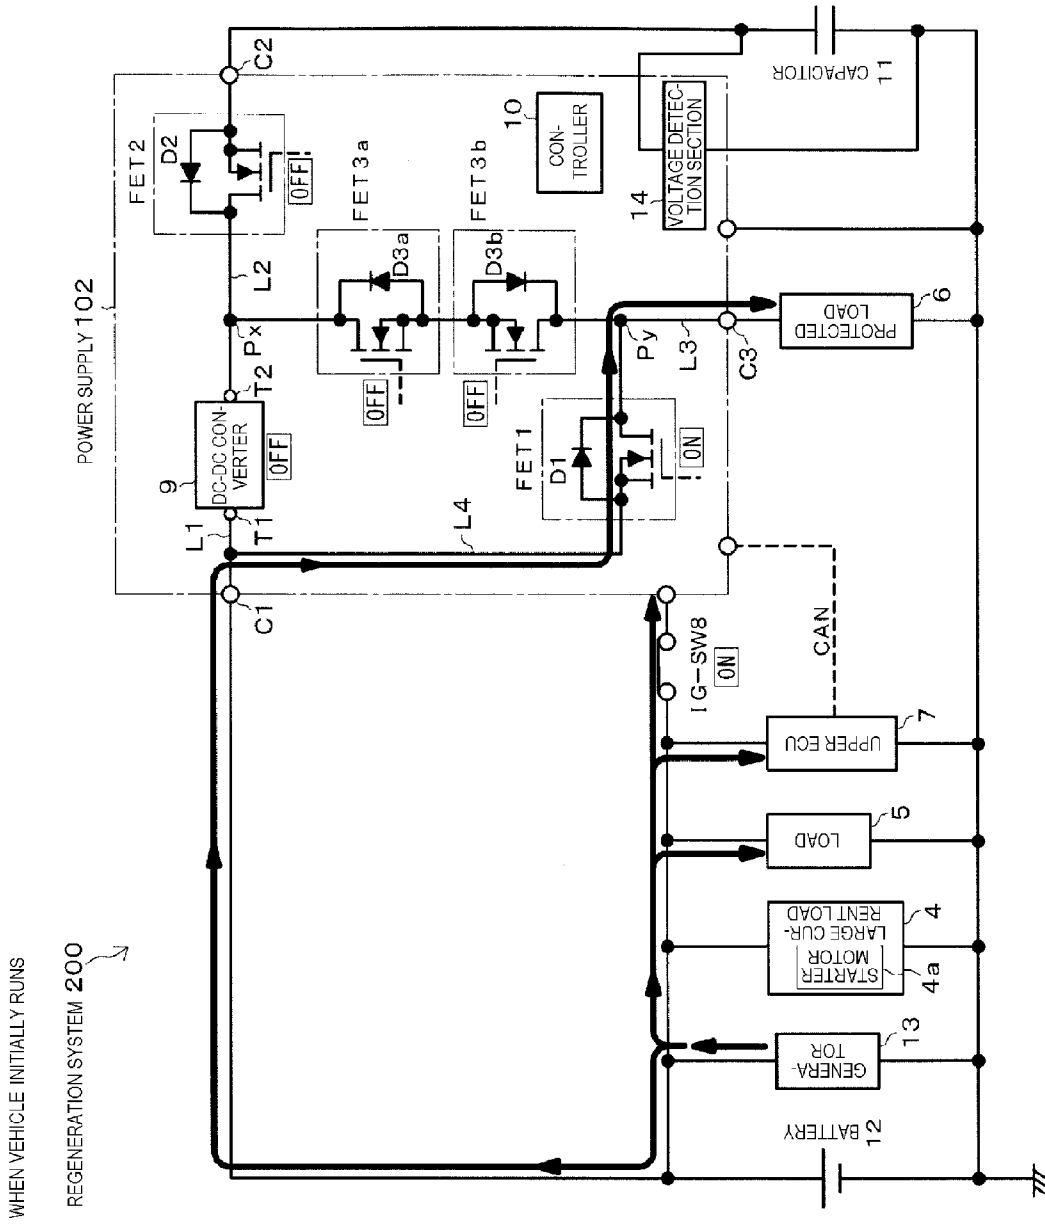 WHEN VEHICLE INITIALLY RUNS
REGENERATION SYSTEM 200
POWER SUPPLY 102
C1
L1
T1
9
DC-DC CON-
VERTER
OFF
T2
Px
L2
FET2
D2
OFF
C2
FET3a
D3a
OFF
FET3b
D3b
OFF
10
CON-
TROLLER
L4
FET1
D1
ON
Py
L3
C3
14
VOLTAGE DETEC-
TION SECTION
CAPACITOR
11
IG-SW8
ON
CAN
BATTERY
12
GENERA-
TOR
13
LARGE CUR-
RENT LOAD
STARTER
MOTOR
4
4a
LOAD
5
UPPER ECU
7
PROTECTED
LOAD
6